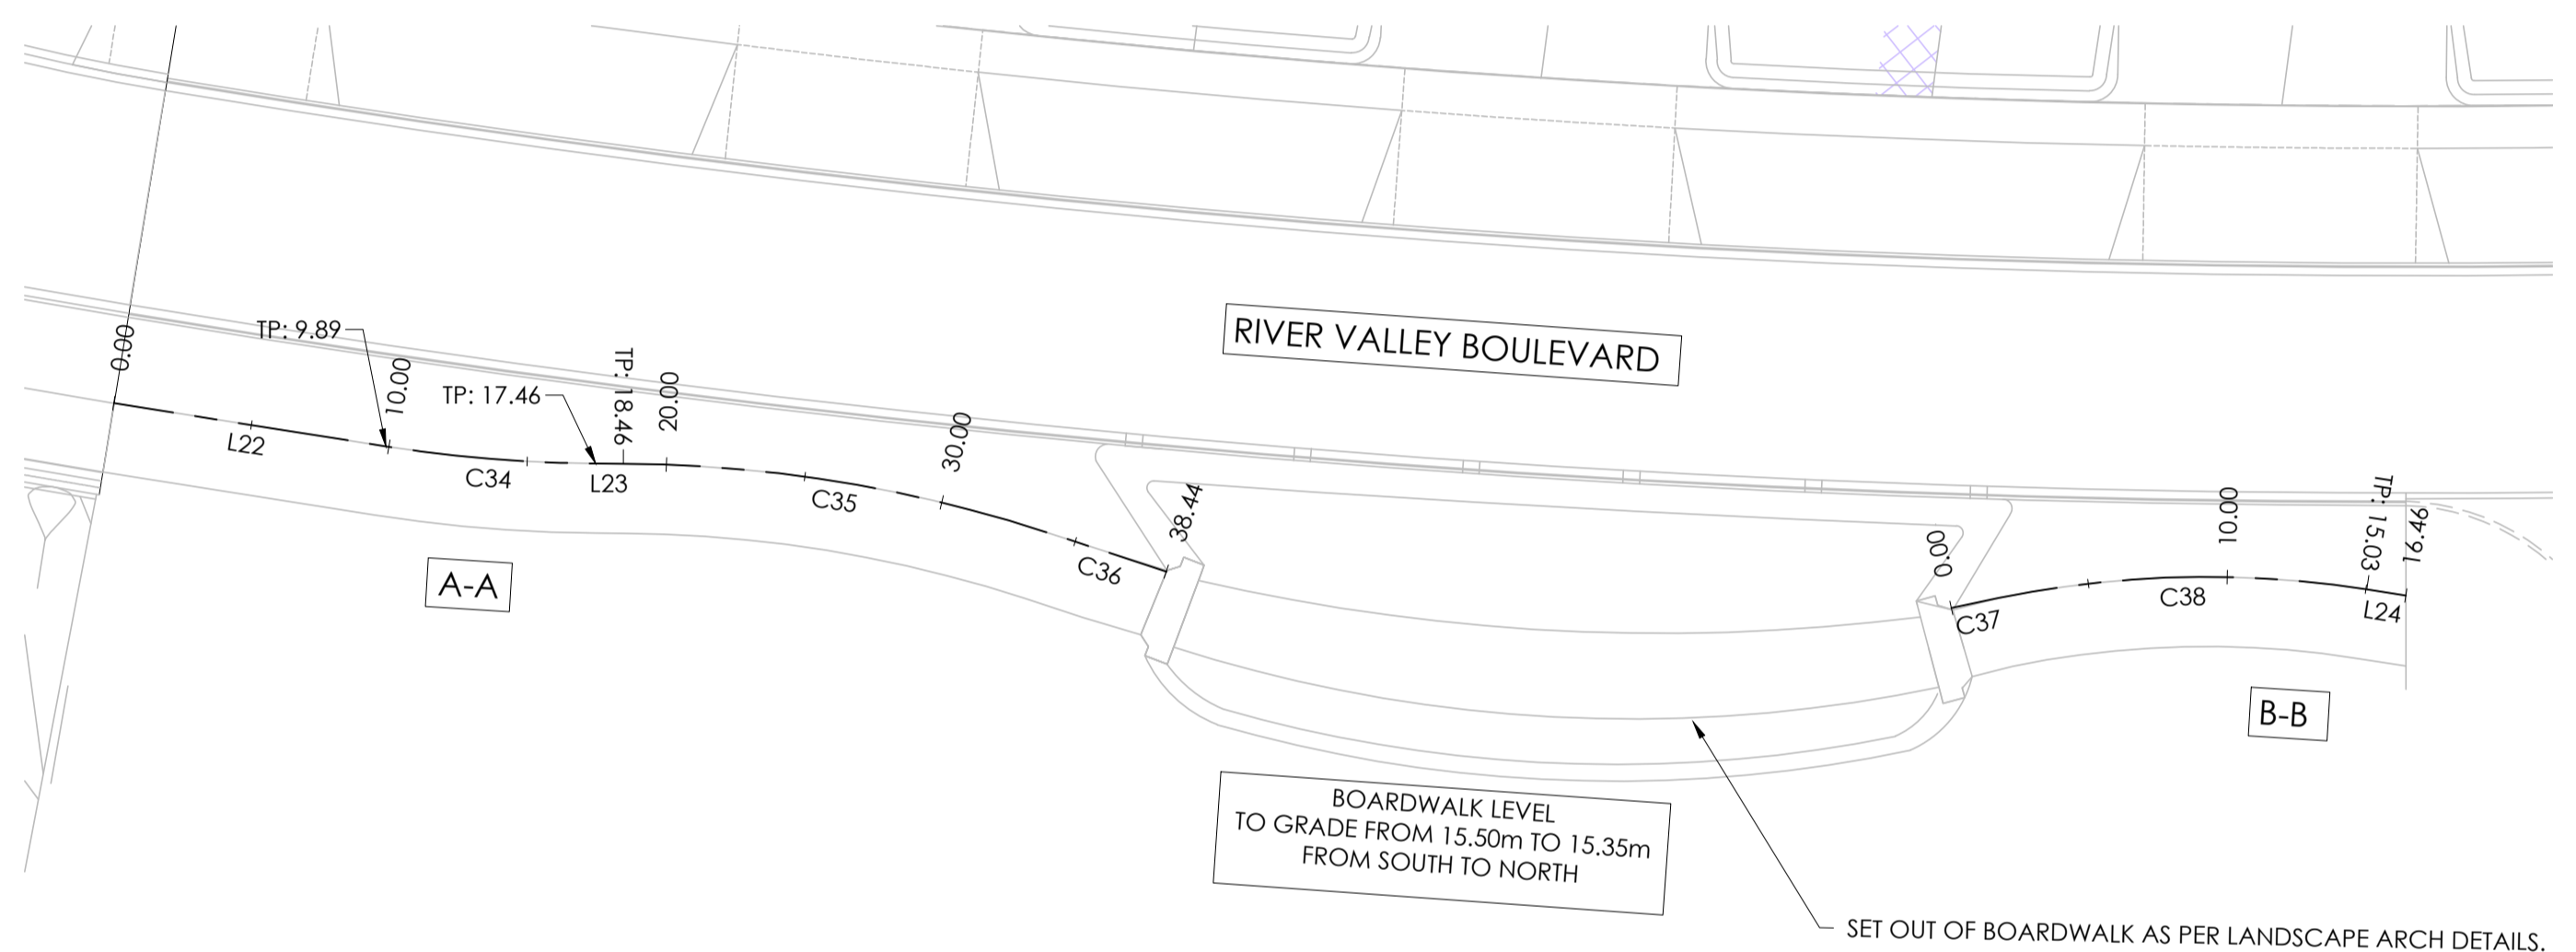 RIVER VALLEY BOULEVARD
TP: 9.89
0.00
10.00
TP: 17.46
TP: 18.46
20.00
30.00
L22
C34
L23
C35
38.44
C36
A-A
0.00
10.00
TP: 15.03
16.46
C37
C38
L24
B-B
BOARDWALK LEVEL
TO GRADE FROM 15.50m TO 15.35m
FROM SOUTH TO NORTH
SET OUT OF BOARDWALK AS PER LANDSCAPE ARCH DETAILS.